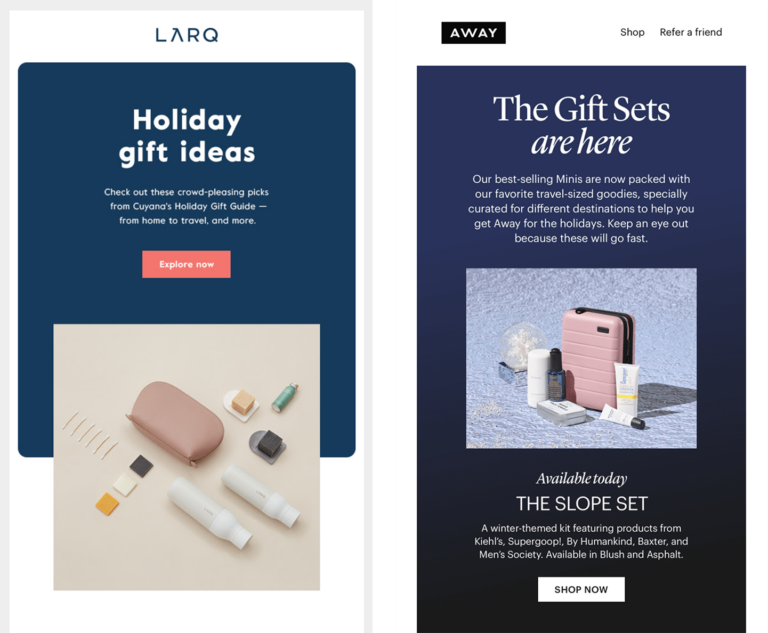 LARQ
Holiday
gift ideas
Check out these crowd-pleasing picks
from Cuyana's Holiday Gift Guide —
from home to travel, and more.
Explore now
AWAY
Shop Refer a friend
The Gift Sets
are here
Our best-selling Minis are now packed with
our favorite travel-sized goodies, specially
curated for different destinations to help you
get Away for the holidays. Keep an eye out
because these will go fast.
Available today
THE SLOPE SET
A winter-themed kit featuring products from
Kiehl's, Supergoop!, By Humankind, Baxter, and
Men's Society. Available in Blush and Asphalt.
SHOP NOW